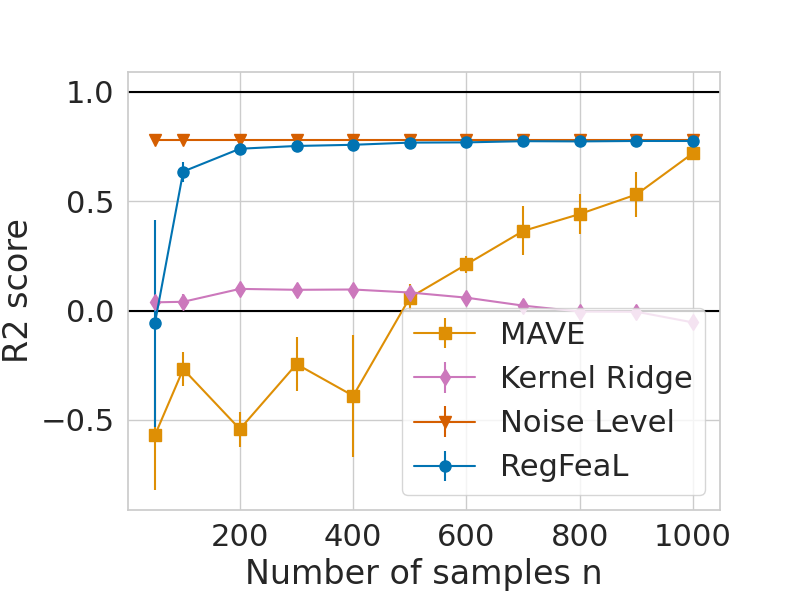 1.0
0.5
0.0
−0.5
R2 score
MAVE
Kernel Ridge
Noise Level
RegFeaL
200 400 600 800 1000
Number of samples n